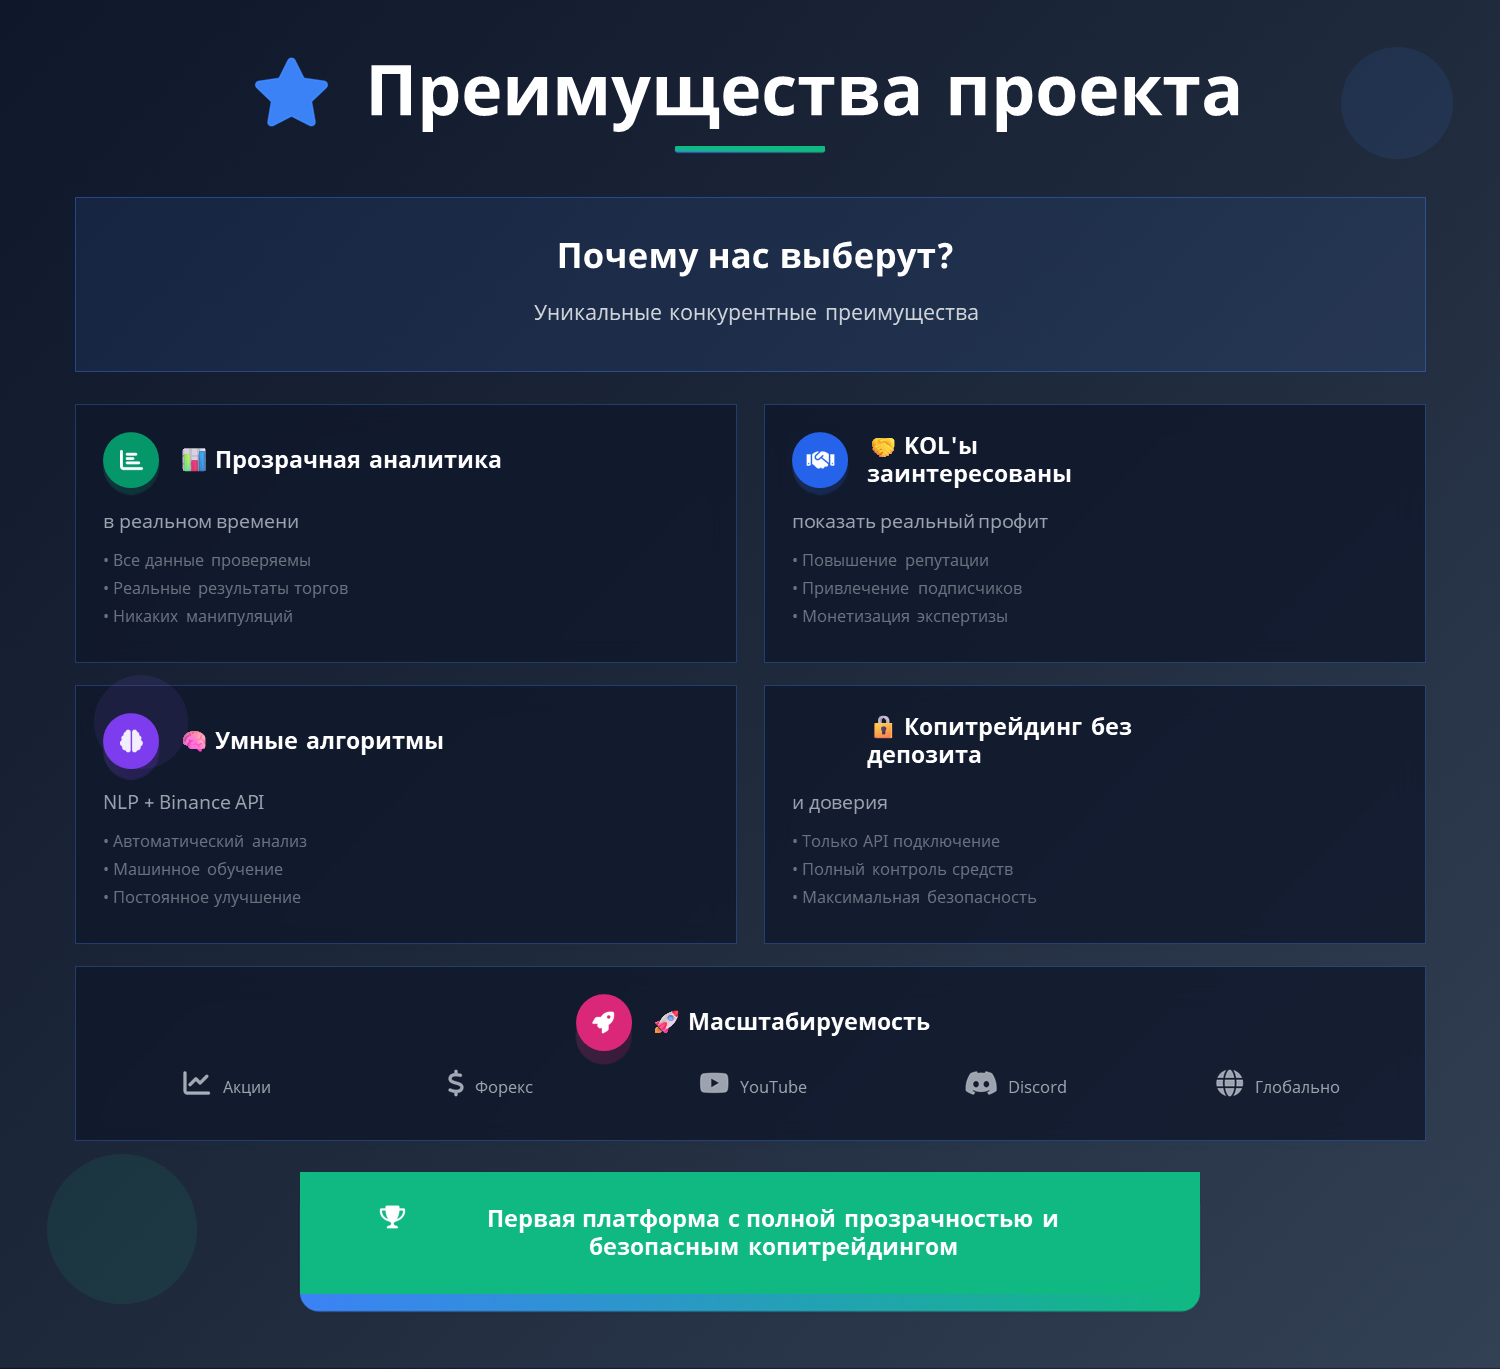 Преимущества проекта
Почему нас выберут?
Уникальные конкурентные преимущества
📊 Прозрачная аналитика
в реальном времени
• Все данные проверяемы
• Реальные результаты торгов
• Никаких манипуляций
🤝 KOL'ы
заинтересованы
показать реальный профит
• Повышение репутации
• Привлечение подписчиков
• Монетизация экспертизы
🧠 Умные алгоритмы
NLP + Binance API
• Автоматический анализ
• Машинное обучение
• Постоянное улучшение
🔒 Копитрейдинг без
депозита
и доверия
• Только API подключение
• Полный контроль средств
• Максимальная безопасность
🚀 Масштабируемость
Акции
Форекс
YouTube
Discord
Глобально
Первая платформа с полной прозрачностью и
безопасным копитрейдингом